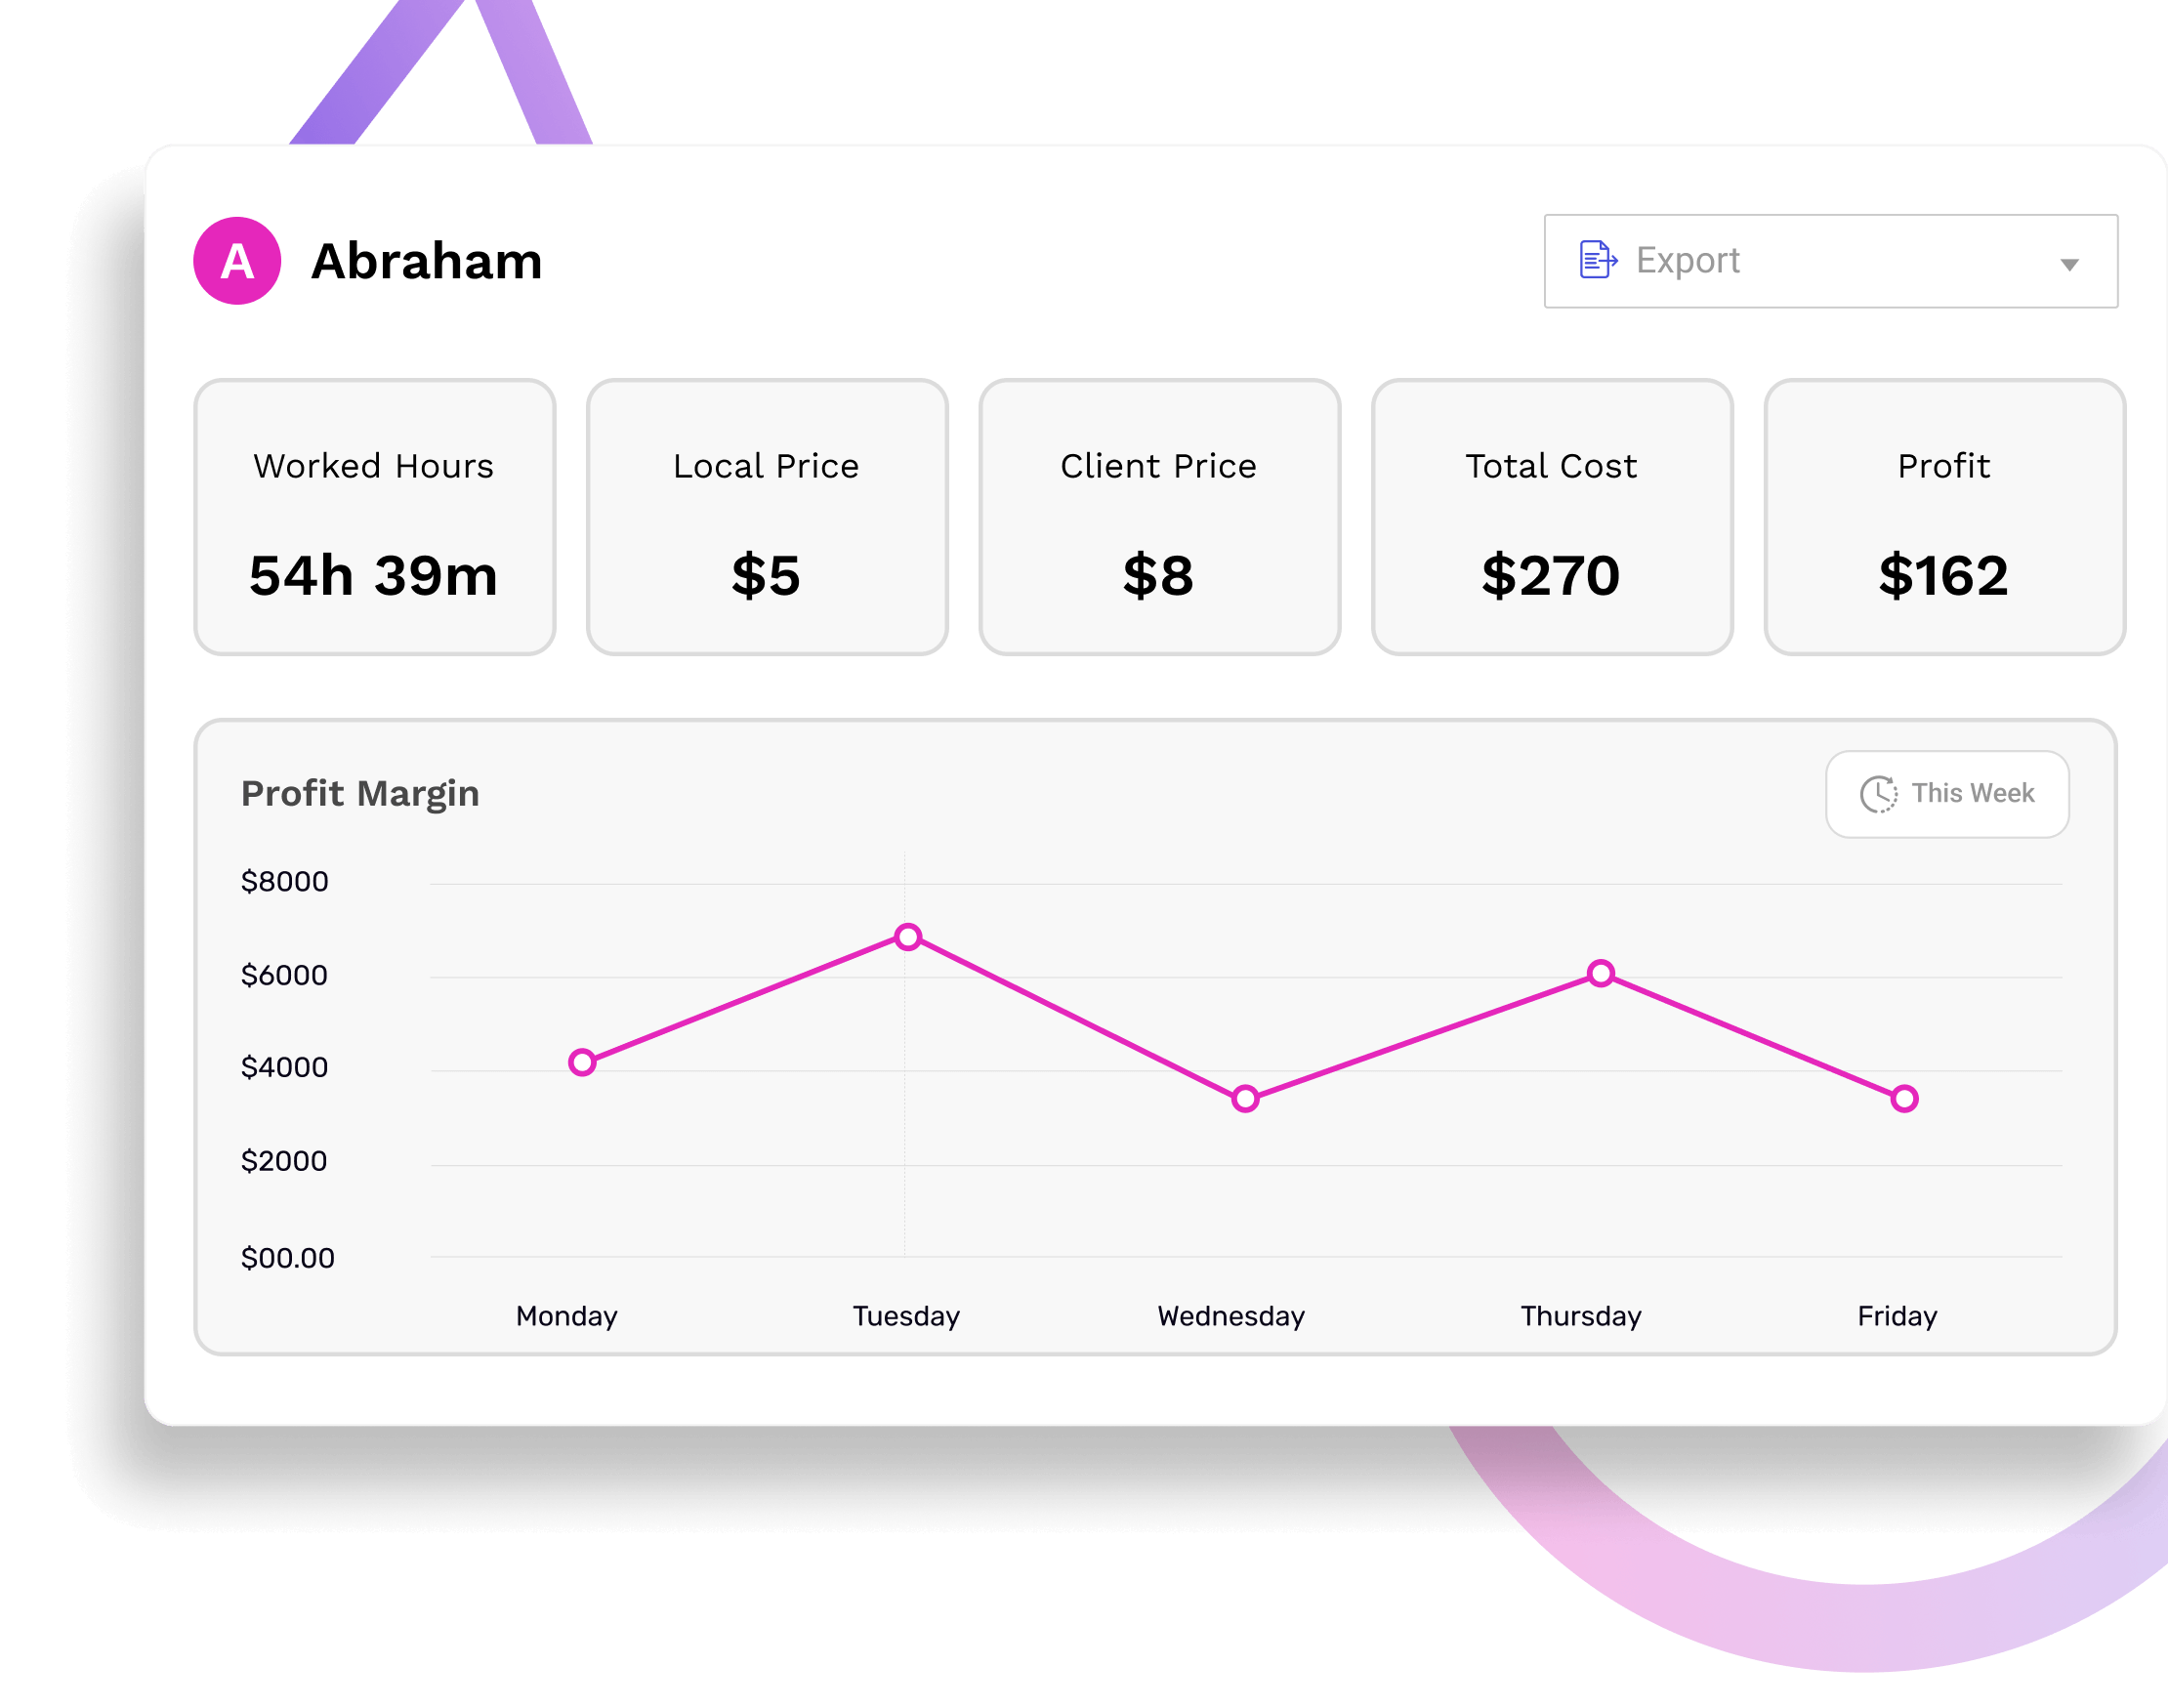 A Abraham
Export
Worked Hours Local Price Client Price Total Cost Profit
54h 39m $5 $8 $270 $162
Profit Margin
This Week
$8000
$6000
$4000
$2000
$00.00
Monday Tuesday Wednesday Thursday Friday